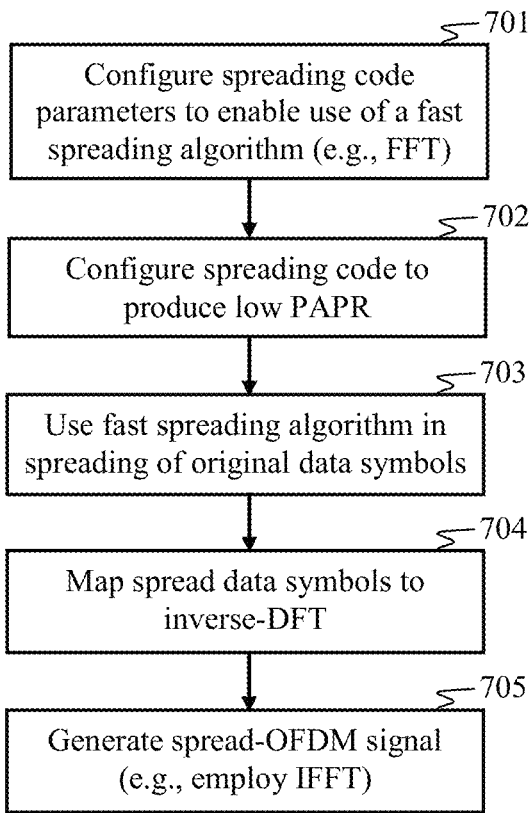 701
Configure spreading code
parameters to enable use of a fast
spreading algorithm (e.g., FFT)
702
Configure spreading code to
produce low PAPR
703
Use fast spreading algorithm in
spreading of original data symbols
704
Map spread data symbols to
inverse-DFT
705
Generate spread-OFDM signal
(e.g., employ IFFT)